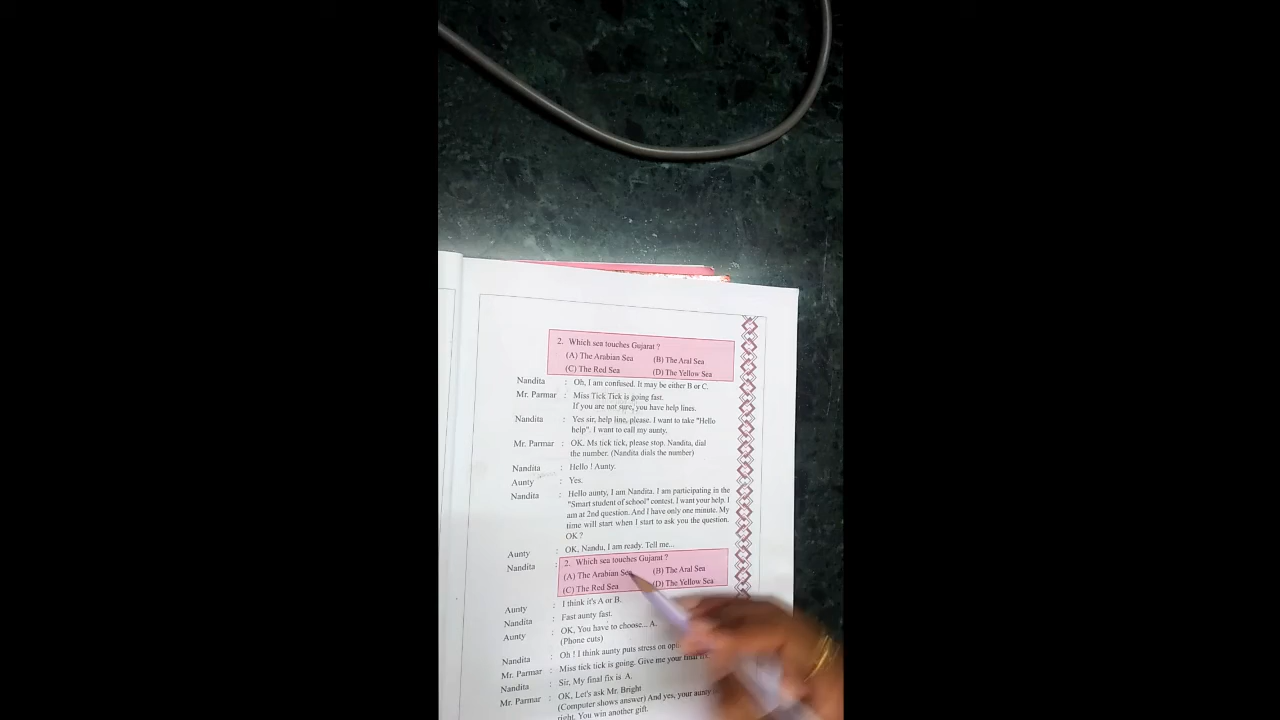 2. Which sea touches Gujarat ?
(A) The Arabian Sea (B) The Aral Sea
(C) The Red Sea (D) The Yellow Sea
Nandita : Oh, I am confused. It may be either B or C.
Mr. Parmar : Miss Tick Tick is going fast.
If you are not sure, you have help lines.
Nandita : Yes sir, help line, please. I want to take "Hello
help". I want to call my aunty.
Mr. Parmar : OK. Ms tick tick, please stop. Nandita, dial
the number. (Nandita dials the number)
Nandita : Hello ! Aunty.
Aunty : Yes.
Nandita : Hello aunty, I am Nandita. I am participating in the
"Smart student of school" contest. I want your help. I
am at 2nd question. And I have only one minute. My
time will start when I start to ask you the question.
OK ?
Aunty : OK, Nandu, I am ready. Tell me...
Nandita : 2. Which sea touches Gujarat ?
(A) The Arabian Sea (B) The Aral Sea
(C) The Red Sea (D) The Yellow Sea
Aunty : I think it's A or B.
Nandita : Fast aunty fast.
Aunty : OK, You have to choose... A.
(Phone cuts)
Nandita : Oh ! I think aunty puts stress on
Mr. Parmar : Miss tick tick is going. Give me your final
Nandita : Sir, My final fix is A.
Mr. Parmar : OK, Let's ask Mr. Bright
(Computer shows answer) And yes, your aunty
right. You win another gift.